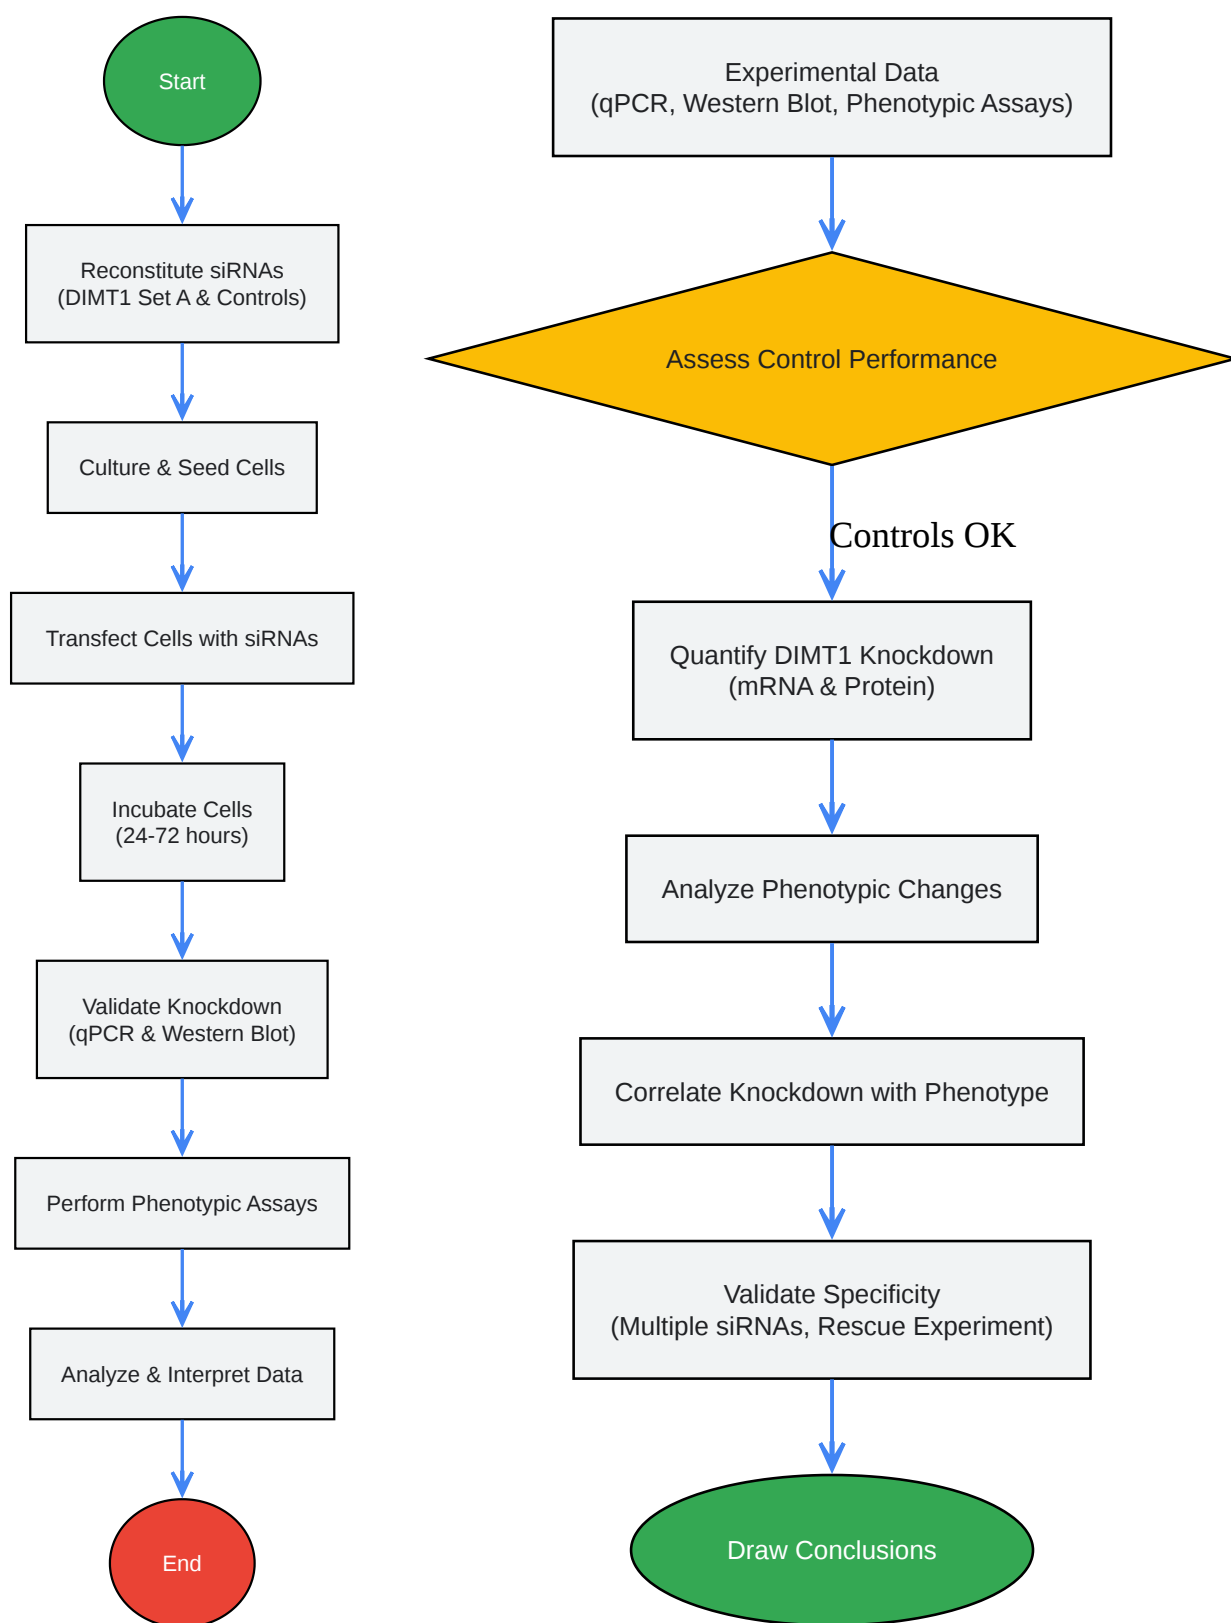 Start
Reconstitute siRNAs
(DIMT1 Set A & Controls)
Culture & Seed Cells
Transfect Cells with siRNAs
Incubate Cells
(24-72 hours)
Validate Knockdown
(qPCR & Western Blot)
Perform Phenotypic Assays
Analyze & Interpret Data
End
Experimental Data
(qPCR, Western Blot, Phenotypic Assays)
Assess Control Performance
Controls OK
Quantify DIMT1 Knockdown
(mRNA & Protein)
Analyze Phenotypic Changes
Correlate Knockdown with Phenotype
Validate Specificity
(Multiple siRNAs, Rescue Experiment)
Draw Conclusions